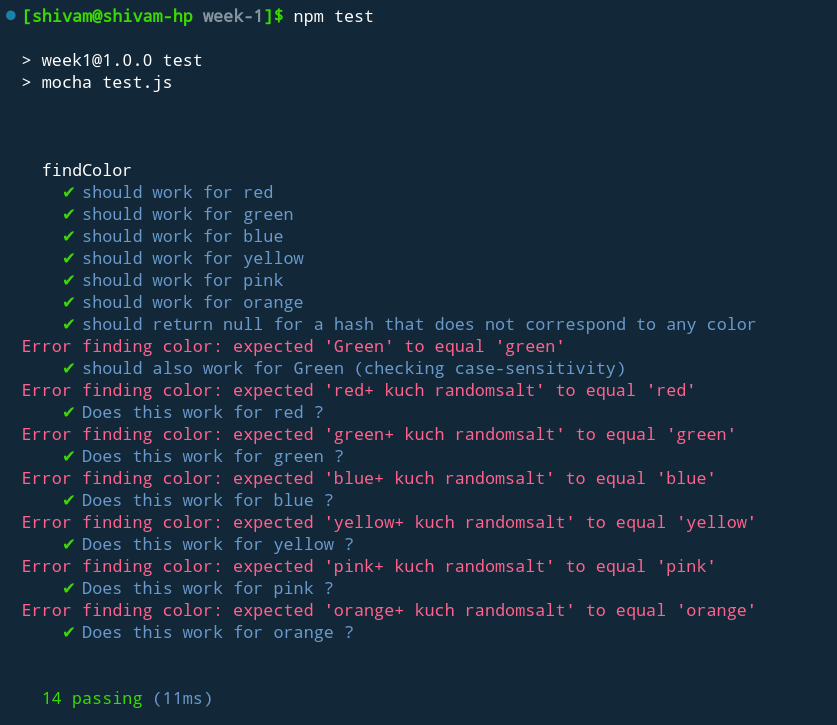 [shivam@shivam-hp week-1]$ npm test
> week1@1.0.0 test
> mocha test.js
findColor
✔ should work for red
✔ should work for green
✔ should work for blue
✔ should work for yellow
✔ should work for pink
✔ should work for orange
✔ should return null for a hash that does not correspond to any color
Error finding color: expected 'Green' to equal 'green'
✔ should also work for Green (checking case-sensitivity)
Error finding color: expected 'red+ kuch randomsalt' to equal 'red'
✔ Does this work for red ?
Error finding color: expected 'green+ kuch randomsalt' to equal 'green'
✔ Does this work for green ?
Error finding color: expected 'blue+ kuch randomsalt' to equal 'blue'
✔ Does this work for blue ?
Error finding color: expected 'yellow+ kuch randomsalt' to equal 'yellow'
✔ Does this work for yellow ?
Error finding color: expected 'pink+ kuch randomsalt' to equal 'pink'
✔ Does this work for pink ?
Error finding color: expected 'orange+ kuch randomsalt' to equal 'orange'
✔ Does this work for orange ?
14 passing (11ms)